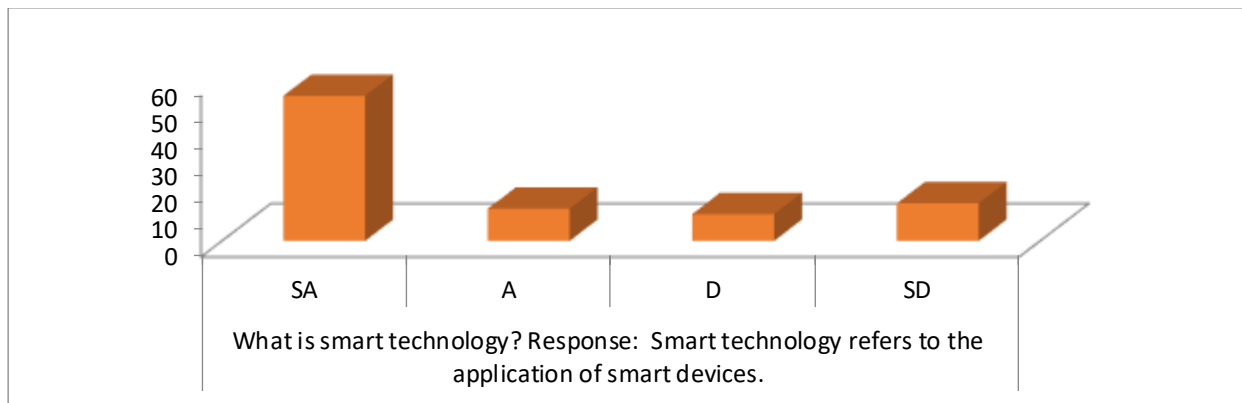 60
50
40
30
20
10
0
SA A D SD
What is smart technology? Response:  Smart technology refers to the
application of smart devices.